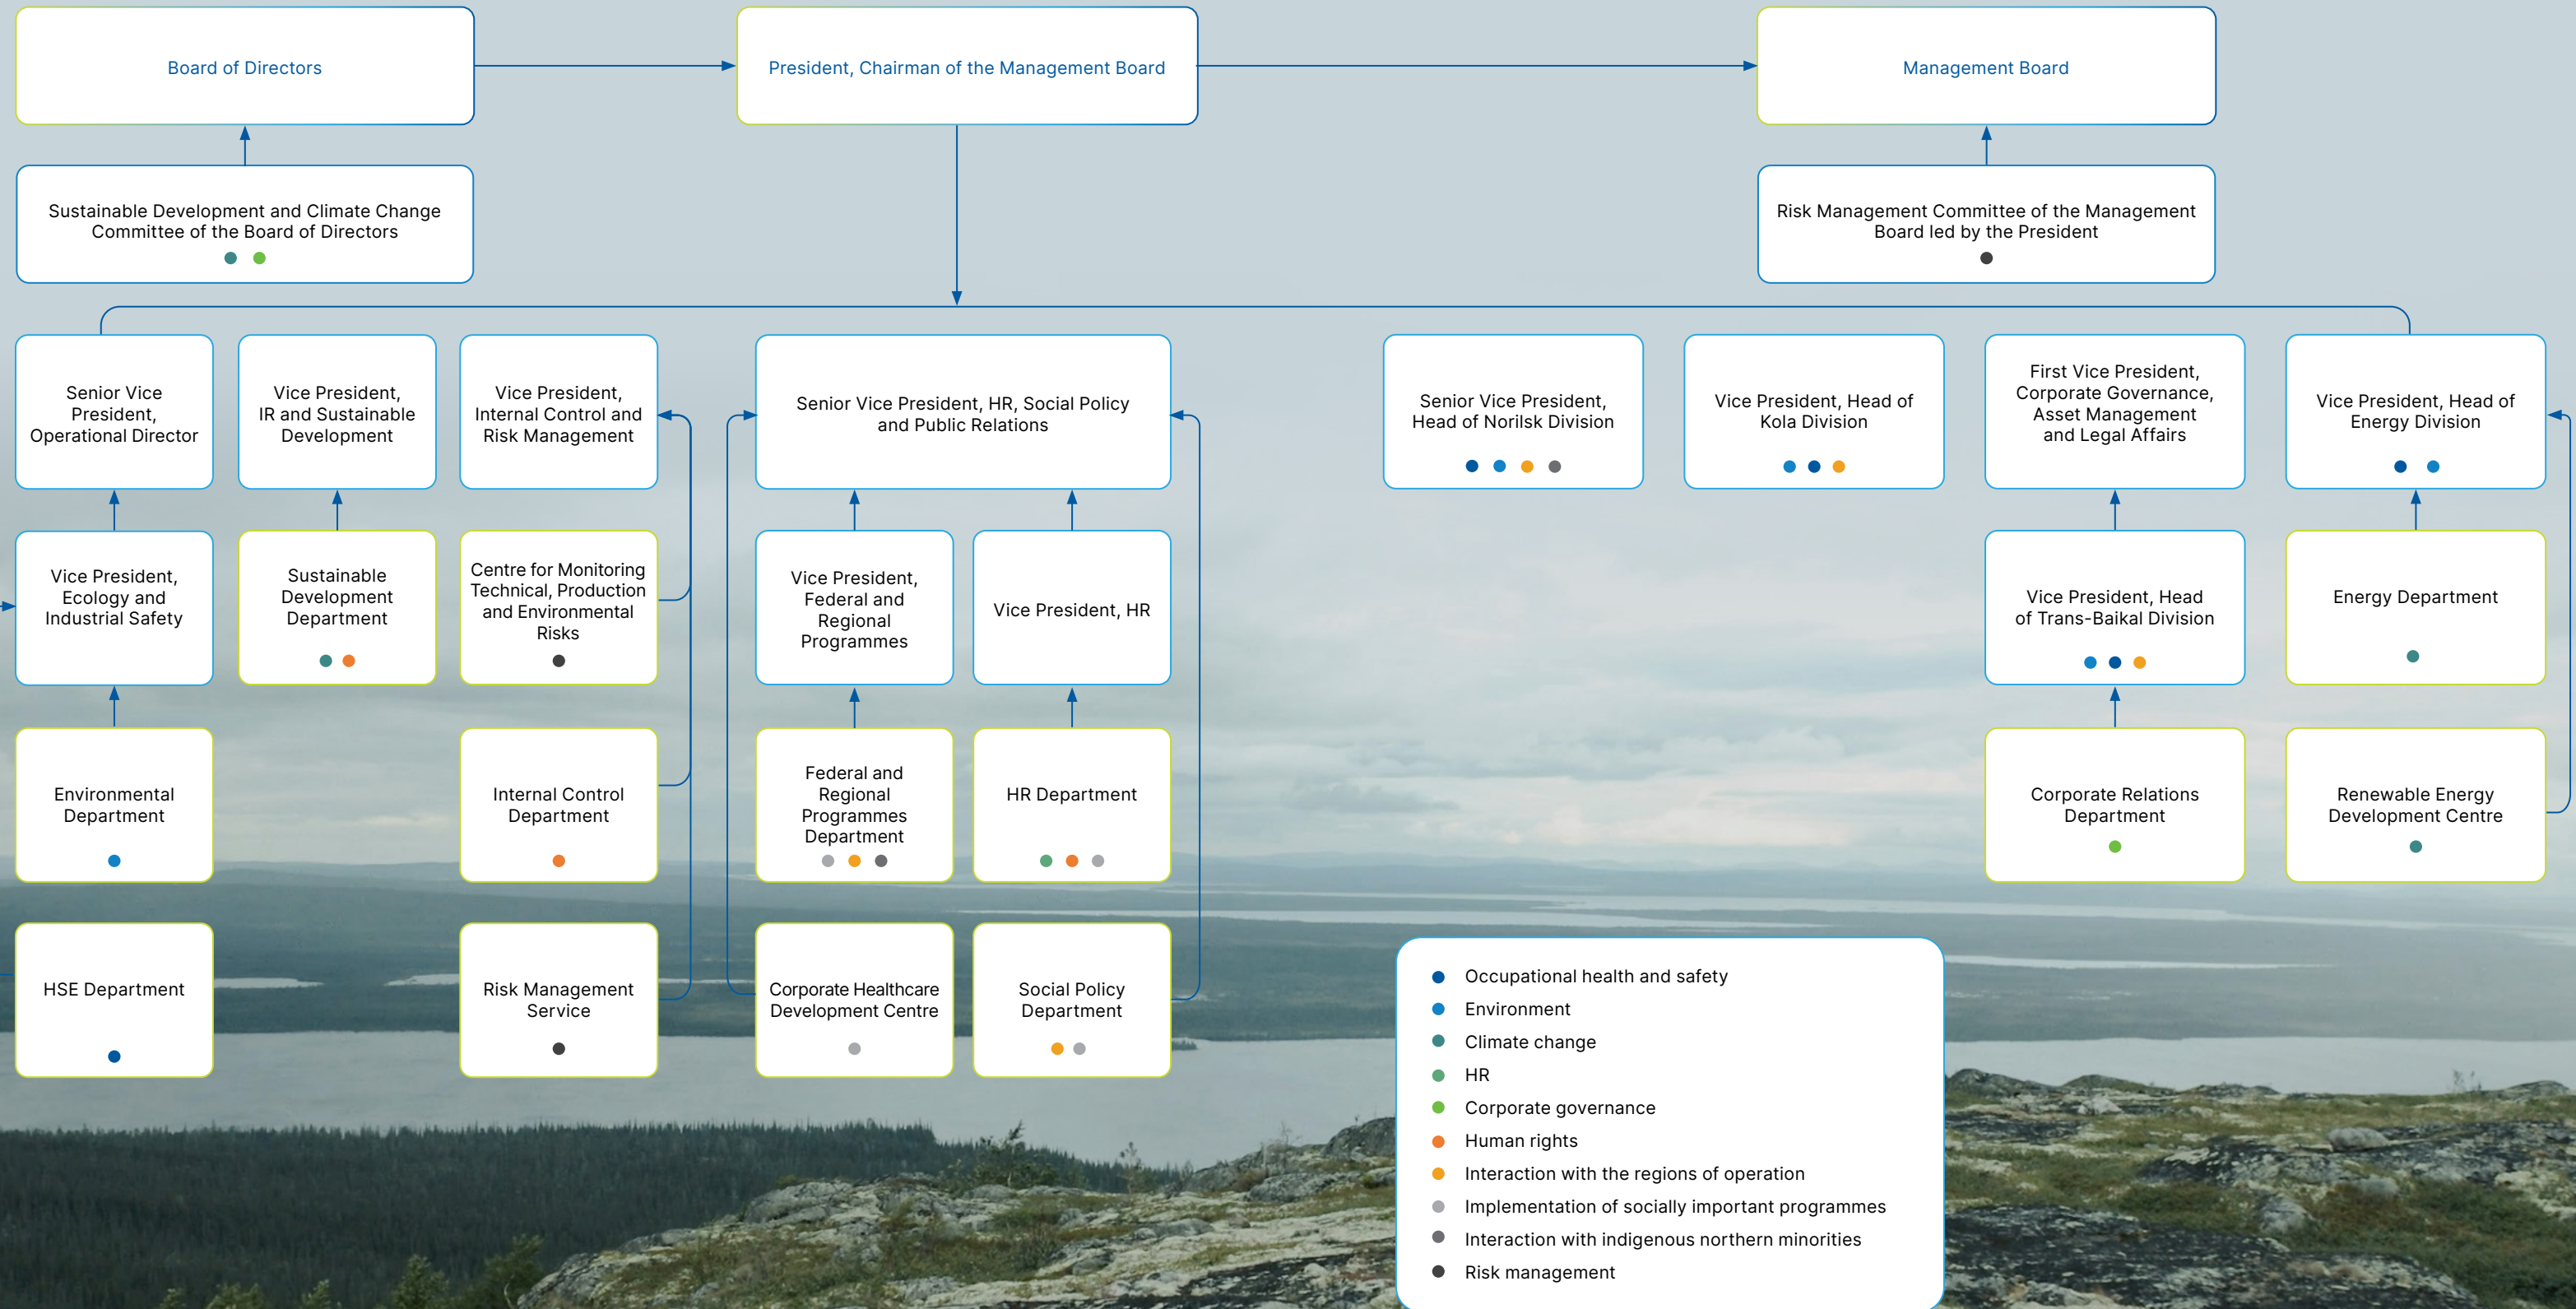 Board of Directors
President, Chairman of the Management Board
Management Board
Sustainable Development and Climate Change
Committee of the Board of Directors
Risk Management Committee of the Management
Board led by the President
Senior Vice
President,
Operational Director
Vice President,
IR and Sustainable
Development
Vice President,
Internal Control and
Risk Management
Senior Vice President, HR, Social Policy
and Public Relations
Senior Vice President,
Head of Norilsk Division
Vice President, Head of
Kola Division
First Vice President,
Corporate Governance,
Asset Management
and Legal Affairs
Vice President, Head of
Energy Division
Vice President,
Ecology and
Industrial Safety
Sustainable
Development
Department
Centre for Monitoring
Technical, Production
and Environmental
Risks
Vice President,
Federal and
Regional
Programmes
Vice President, HR
Vice President, Head
of Trans-Baikal Division
Energy Department
Environmental
Department
Internal Control
Department
Federal and
Regional
Programmes
Department
HR Department
Corporate Relations
Department
Renewable Energy
Development Centre
HSE Department
Risk Management
Service
Corporate Healthcare
Development Centre
Social Policy
Department
Occupational health and safety
Environment
Climate change
HR
Corporate governance
Human rights
Interaction with the regions of operation
Implementation of socially important programmes
Interaction with indigenous northern minorities
Risk management